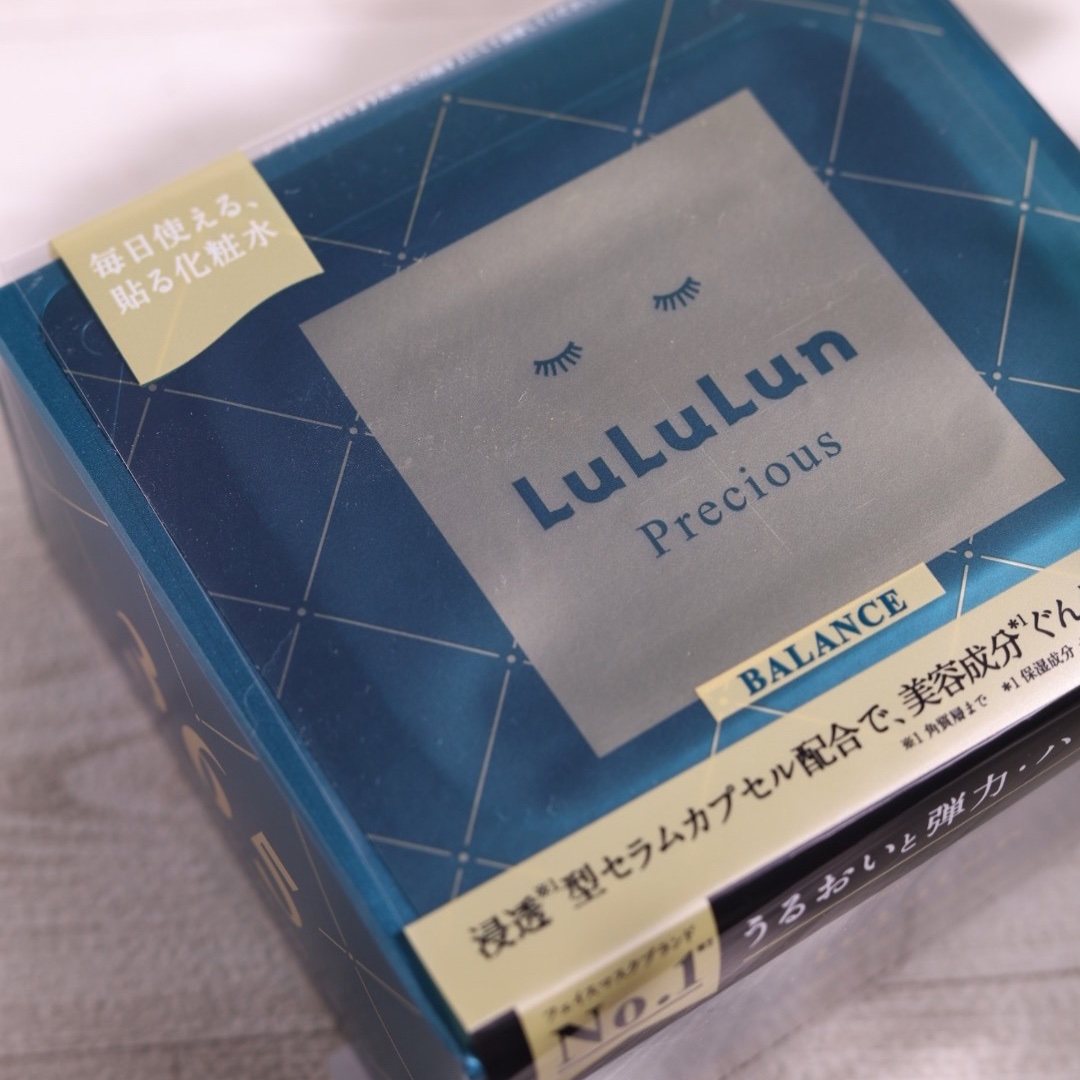 毎日使える、
貼る化粧水
LuLuLun
Precious
BALANCE
浸透※1型セラムカプセル配合で、美容成分*1ぐん
※1 角質層まで *1 保湿成分
うるおいと弾力・ハ
フェイスマスクブランド
No.1